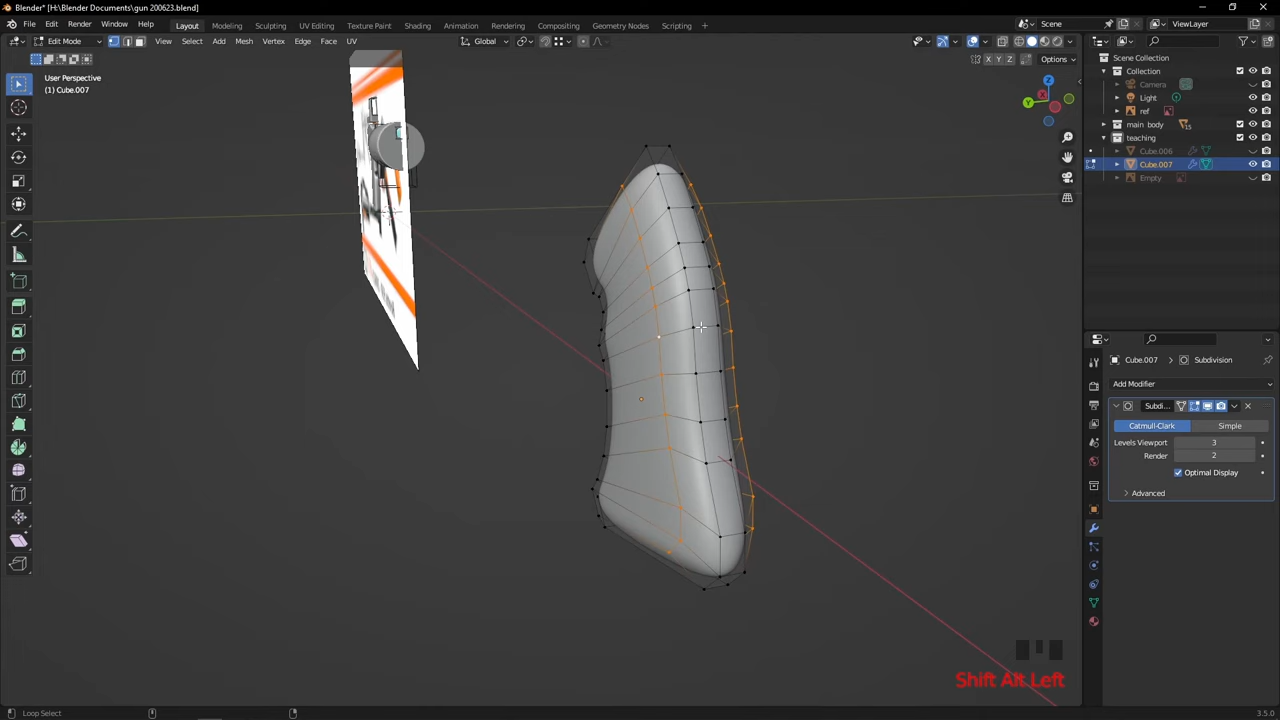 Blender* [H:\Blender Documents\gun 200623.blend]
File Edit Render Window Help Layout Modeling Sculpting UV Editing Texture Paint Shading Animation Rendering Compositing Geometry Nodes Scripting + Scene ViewLayer
Edit Mode View Select Add Mesh Vertex Edge Face UV Global
X Y Z Options
User Perspective
(1) Cube.007
Z
Y
X
Scene Collection
Collection
Camera
Light
ref
main body 15
teaching
Cube.006
Cube.007
Empty
Cube.007 > Subdivision
Add Modifier
Subdi...
Catmull-Clark Simple
Levels Viewport 3
Render 2
Optimal Display
> Advanced
Shift Alt Left
Loop Select 3.5.0